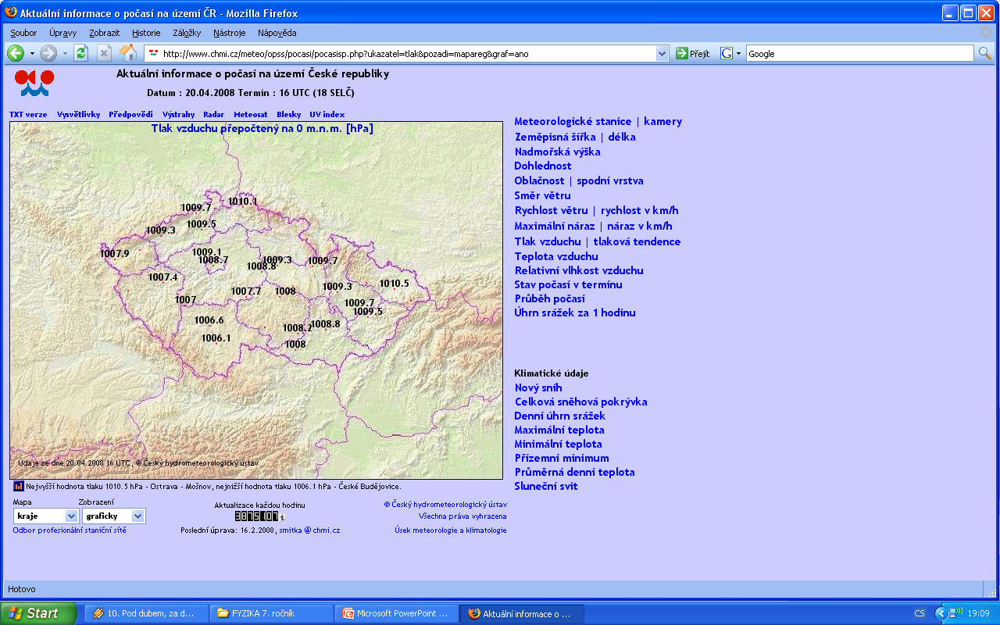 Aktuální informace o počasí na území ČR - Mozilla Firefox
Soubor Úpravy Zobrazit Historie Záložky Nástroje Nápověda
http://www.chmi.cz/meteo/opss/pocasi/pocasisp.php?ukazatel=tlak&pozadi=mapareg&graf=ano Přejít G Google
Aktuální informace o počasí na území České republiky
Datum : 20.04.2008 Termín : 16 UTC (18 SELČ)
TXT verze Vysvětlivky Předpovědi Výstrahy Radar Meteosat Blesky UV index
Tlak vzduchu přepočtený na 0 m.n.m. [hPa]
1010.1
1009.7
1009.5
1009.3
1007.9
1009.1
1008.7
1009.3
1009.7
1008.8
1007.4
1010.5
1009.3
1007.7
1008
1007
1009.7
1009.5
1006.6
1008.8
1008.2
1006.1
1008
Údaje ze dne 20.04.2008 16 UTC, © Český hydrometeorologický ústav
Nejvyšší hodnota tlaku 1010.5 hPa - Ostrava - Mošnov, nejnižší hodnota tlaku 1006.1 hPa - České Budějovice.
Mapa Zobrazení
kraje graficky
Odbor profesionální staniční sítě
Aktualizace každou hodinu
Poslední úprava: 16.2.2008, smitka @ chmi.cz
© Český hydrometeorologický ústav
Všechna práva vyhrazena
Úsek meteorologie a klimatologie
Meteorologické stanice | kamery
Zeměpisná šířka | délka
Nadmořská výška
Dohlednost
Oblačnost | spodní vrstva
Směr větru
Rychlost větru | rychlost v km/h
Maximální náraz | náraz v km/h
Tlak vzduchu | tlaková tendence
Teplota vzduchu
Relativní vlhkost vzduchu
Stav počasí v termínu
Průběh počasí
Úhrn srážek za 1 hodinu
Klimatické údaje
Nový sníh
Celková sněhová pokrývka
Denní úhrn srážek
Maximální teplota
Minimální teplota
Přízemní minimum
Průměrná denní teplota
Sluneční svit
Hotovo
Start 10. Pod dubem, za d... FYZIKA 7. ročník Microsoft PowerPoint ... Aktuální informace o ... CS 19:09